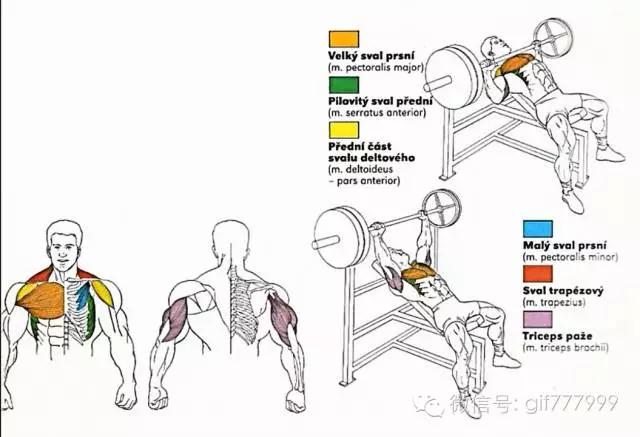 Velký sval prsní
(m. pectoralis major)
Pilovitý sval přední
(m. serratus anterior)
Přední část
svalu deltového
(m. deltoideus
– pars anterior)
Malý sval prsní
(m. pectoralis minor)
Sval trapézový
(m. trapezius)
Triceps paže
(m. triceps brachii)
微信号: gif777999